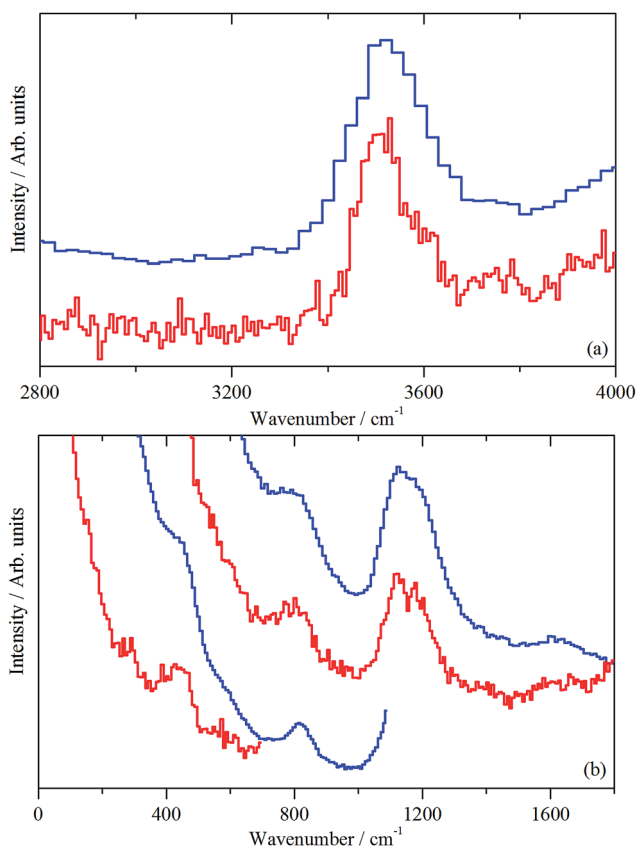 Intensity / Arb. units
(a)
2800 3200 3600 4000
Wavenumber / cm-1
Intensity / Arb. units
(b)
0 400 800 1200 1600
Wavenumber / cm-1